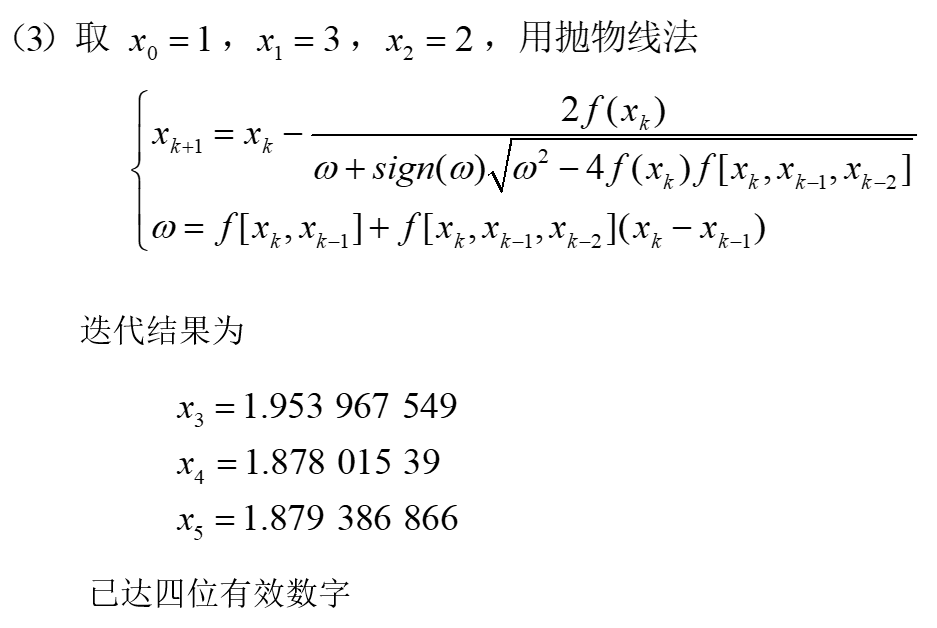 (3) 取 x₀ = 1, x₁ = 3, x₂ = 2, 用抛物线法
x_{k+1} = x_k − \frac{2f(x_k)}{ω + sign(ω)\sqrt{ω² − 4f(x_k)f[x_k, x_{k−1}, x_{k−2}]}}
ω = f[x_k, x_{k−1}] + f[x_k, x_{k−1}, x_{k−2}](x_k − x_{k−1})
迭代结果为
x₃ = 1.953 967 549
x₄ = 1.878 015 39
x₅ = 1.879 386 866
已达四位有效数字